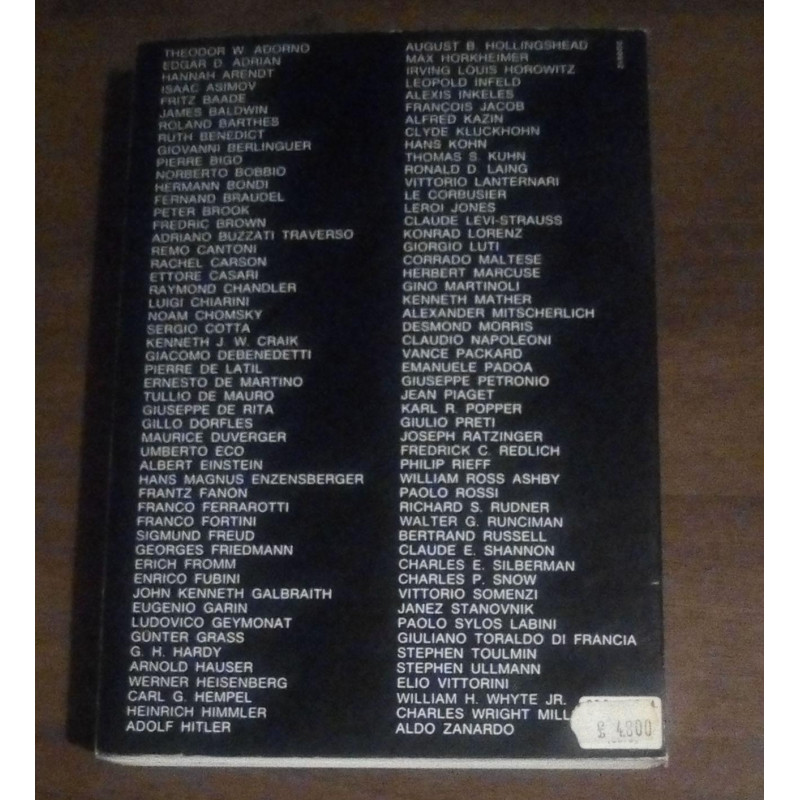 THEODOR W. ADORNO
EDGAR D. ADRIAN
HANNAH ARENDT
ISAAC ASIMOV
FRITZ BAADE
JAMES BALDWIN
ROLAND BARTHES
RUTH BENEDICT
GIOVANNI BERLINGUER
PIERRE BIGO
NORBERTO BOBBIO
HERMANN BONDI
FERNAND BRAUDEL
PETER BROOK
FREDRIC BROWN
ADRIANO BUZZATI TRAVERSO
REMO CANTONI
RACHEL CARSON
ETTORE CASARI
RAYMOND CHANDLER
LUIGI CHIARINI
NOAM CHOMSKY
SERGIO COTTA
KENNETH J. W. CRAIK
GIACOMO DEBENEDETTI
PIERRE DE LATIL
ERNESTO DE MARTINO
TULLIO DE MAURO
GIUSEPPE DE RITA
GILLO DORFLES
MAURICE DUVERGER
UMBERTO ECO
ALBERT EINSTEIN
HANS MAGNUS ENZENSBERGER
FRANTZ FANON
FRANCO FERRAROTTI
FRANCO FORTINI
SIGMUND FREUD
GEORGES FRIEDMANN
ERICH FROMM
ENRICO FUBINI
JOHN KENNETH GALBRAITH
EUGENIO GARIN
LUDOVICO GEYMONAT
GÜNTER GRASS
G. H. HARDY
ARNOLD HAUSER
WERNER HEISENBERG
CARL G. HEMPEL
HEINRICH HIMMLER
ADOLF HITLER
AUGUST B. HOLLINGSHEAD
MAX HORKHEIMER
IRVING LOUIS HOROWITZ
LEOPOLD INFELD
ALEXIS INKELES
FRANÇOIS JACOB
ALFRED KAZIN
CLYDE KLUCKHOHN
HANS KOHN
THOMAS S. KUHN
RONALD D. LAING
VITTORIO LANTERNARI
LE CORBUSIER
LEROI JONES
CLAUDE LEVI-STRAUSS
KONRAD LORENZ
GIORGIO LUTI
CORRADO MALTESE
HERBERT MARCUSE
GINO MARTINOLI
KENNETH MATHER
ALEXANDER MITSCHERLICH
DESMOND MORRIS
CLAUDIO NAPOLEONI
VANCE PACKARD
EMANUELE PADOA
GIUSEPPE PETRONIO
JEAN PIAGET
KARL R. POPPER
GIULIO PRETI
JOSEPH RATZINGER
FREDRICK C. REDLICH
PHILIP RIEFF
WILLIAM ROSS ASHBY
PAOLO ROSSI
RICHARD S. RUDNER
WALTER G. RUNCIMAN
BERTRAND RUSSELL
CLAUDE E. SHANNON
CHARLES E. SILBERMAN
CHARLES P. SNOW
VITTORIO SOMENZI
JANEZ STANOVNIK
PAOLO SYLOS LABINI
GIULIANO TORALDO DI FRANCIA
STEPHEN TOULMIN
STEPHEN ULLMANN
ELIO VITTORINI
WILLIAM H. WHYTE JR.
CHARLES WRIGHT MILL
ALDO ZANARDO
£ 4800